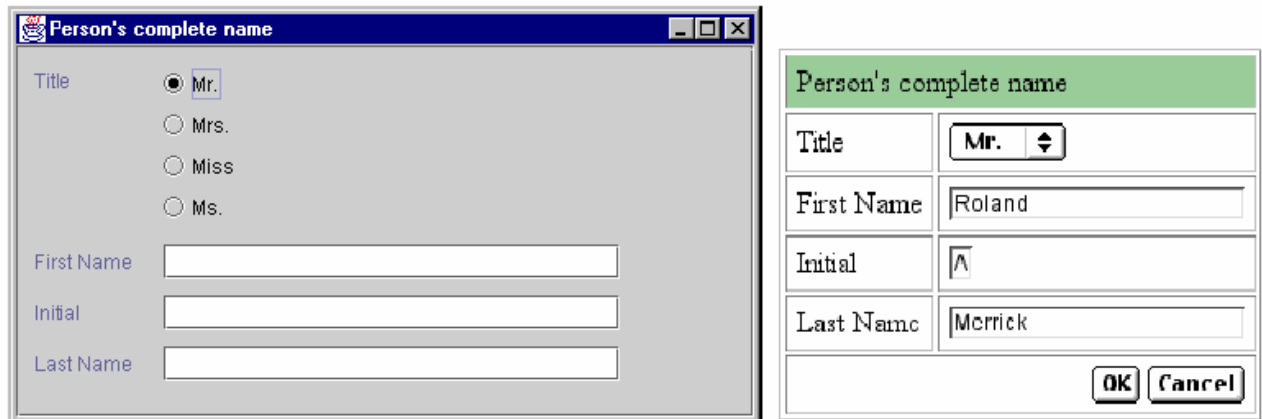 Person's complete name
Title
Mr.
Mrs.
Miss
Ms.
First Name
Initial
Last Name
Person's complete name
Title Mr.
First Name Roland
Initial A
Last Name Merrick
OK Cancel